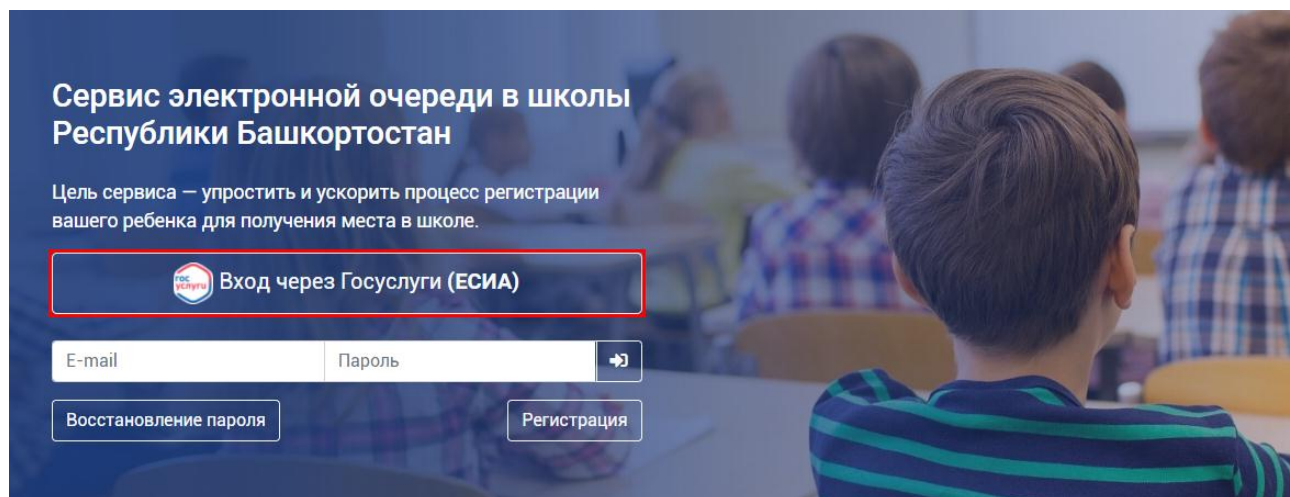 Сервис электронной очереди в школы
Республики Башкортостан
Цель сервиса — упростить и ускорить процесс регистрации
вашего ребенка для получения места в школе.
гос
услуги
Вход через Госуслуги (ЕСИА)
E-mail
Пароль
Восстановление пароля
Регистрация